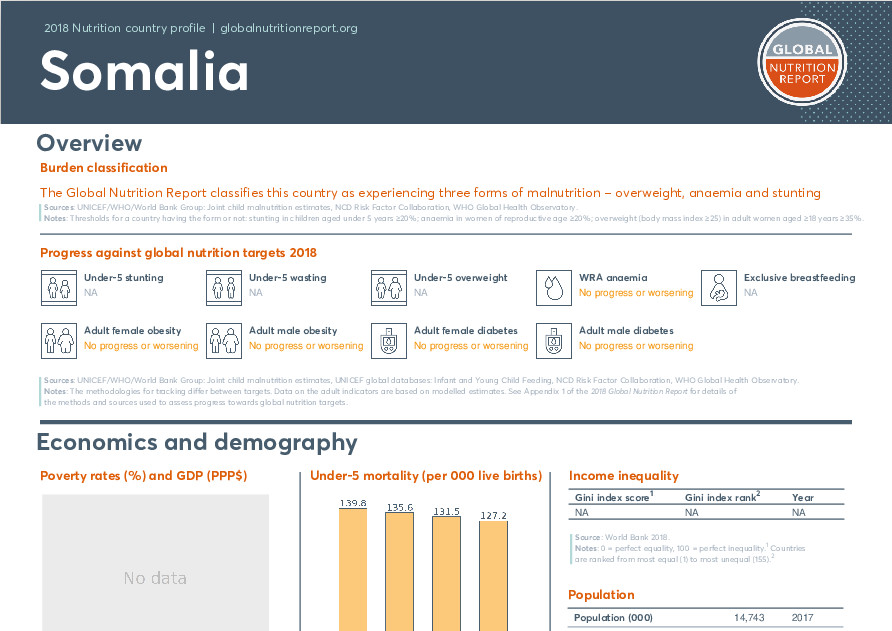 2018 Nutrition country profile | globalnutritionreport.org
Somalia
GLOBAL
NUTRITION
REPORT
Overview
Burden classification
The Global Nutrition Report classifies this country as experiencing three forms of malnutrition – overweight, anaemia and stunting
Sources: UNICEF/WHO/World Bank Group: Joint child malnutrition estimates, NCD Risk Factor Collaboration, WHO Global Health Observatory.
Notes: Thresholds for a country having the form or not: stunting in children aged under 5 years ≥20%; anaemia in women of reproductive age ≥20%; overweight (body mass index ≥25) in adult women aged ≥18 years ≥35%.
Progress against global nutrition targets 2018
Under-5 stunting
NA
Under-5 wasting
NA
Under-5 overweight
NA
WRA anaemia
No progress or worsening
Exclusive breastfeeding
NA
Adult female obesity
No progress or worsening
Adult male obesity
No progress or worsening
Adult female diabetes
No progress or worsening
Adult male diabetes
No progress or worsening
Sources: UNICEF/WHO/World Bank Group: Joint child malnutrition estimates, UNICEF global databases: Infant and Young Child Feeding, NCD Risk Factor Collaboration, WHO Global Health Observatory.
Notes: The methodologies for tracking differ between targets. Data on the adult indicators are based on modelled estimates. See Appendix 1 of the 2018 Global Nutrition Report for details of
the methods and sources used to assess progress towards global nutrition targets.
Economics and demography
Poverty rates (%) and GDP (PPP$)
No data
Under-5 mortality (per 000 live births)
139.8 135.6 131.5 127.2
Income inequality
Gini index score1 Gini index rank2 Year
NA NA NA
Source: World Bank 2018.
Notes: 0 = perfect equality, 100 = perfect inequality.1 Countries
are ranked from most equal (1) to most unequal (155).2
Population
Population (000) 14,743 2017